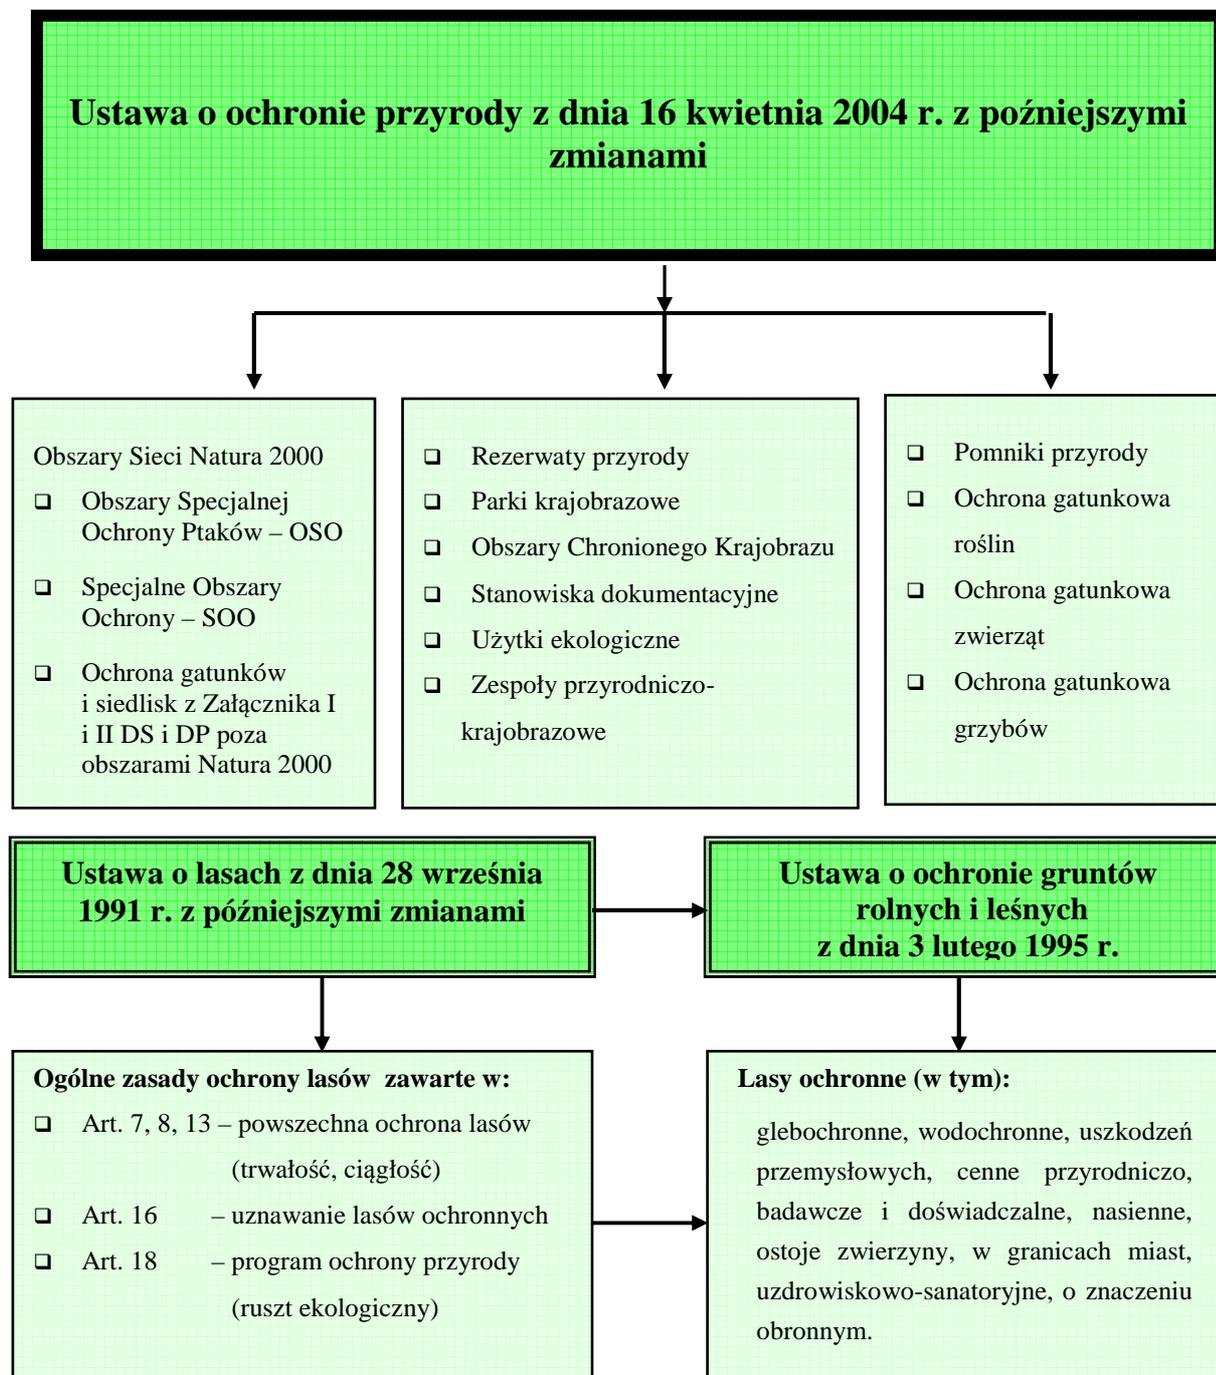 Ustawa o ochronie przyrody z dnia 16 kwietnia 2004 r. z poźniejszymi
zmianami
Obszary Sieci Natura 2000
❑ Obszary Specjalnej
Ochrony Ptaków – OSO
❑ Specjalne Obszary
Ochrony – SOO
❑ Ochrona gatunków
i siedlisk z Załącznika I
i II DS i DP poza
obszarami Natura 2000
❑ Rezerwaty przyrody
❑ Parki krajobrazowe
❑ Obszary Chronionego Krajobrazu
❑ Stanowiska dokumentacyjne
❑ Użytki ekologiczne
❑ Zespoły przyrodniczo-
krajobrazowe
❑ Pomniki przyrody
❑ Ochrona gatunkowa
roślin
❑ Ochrona gatunkowa
zwierząt
❑ Ochrona gatunkowa
grzybów
Ustawa o lasach z dnia 28 września
1991 r. z późniejszymi zmianami
Ustawa o ochronie gruntów
rolnych i leśnych
z dnia 3 lutego 1995 r.
Ogólne zasady ochrony lasów zawarte w:
❑ Art. 7, 8, 13 – powszechna ochrona lasów
(trwałość, ciągłość)
❑ Art. 16 – uznawanie lasów ochronnych
❑ Art. 18 – program ochrony przyrody
(ruszt ekologiczny)
Lasy ochronne (w tym):
glebochronne, wodochronne, uszkodzeń
przemysłowych, cenne przyrodniczo,
badawcze i doświadczalne, nasienne,
ostoje zwierzyny, w granicach miast,
uzdrowiskowo-sanatoryjne, o znaczeniu
obronnym.